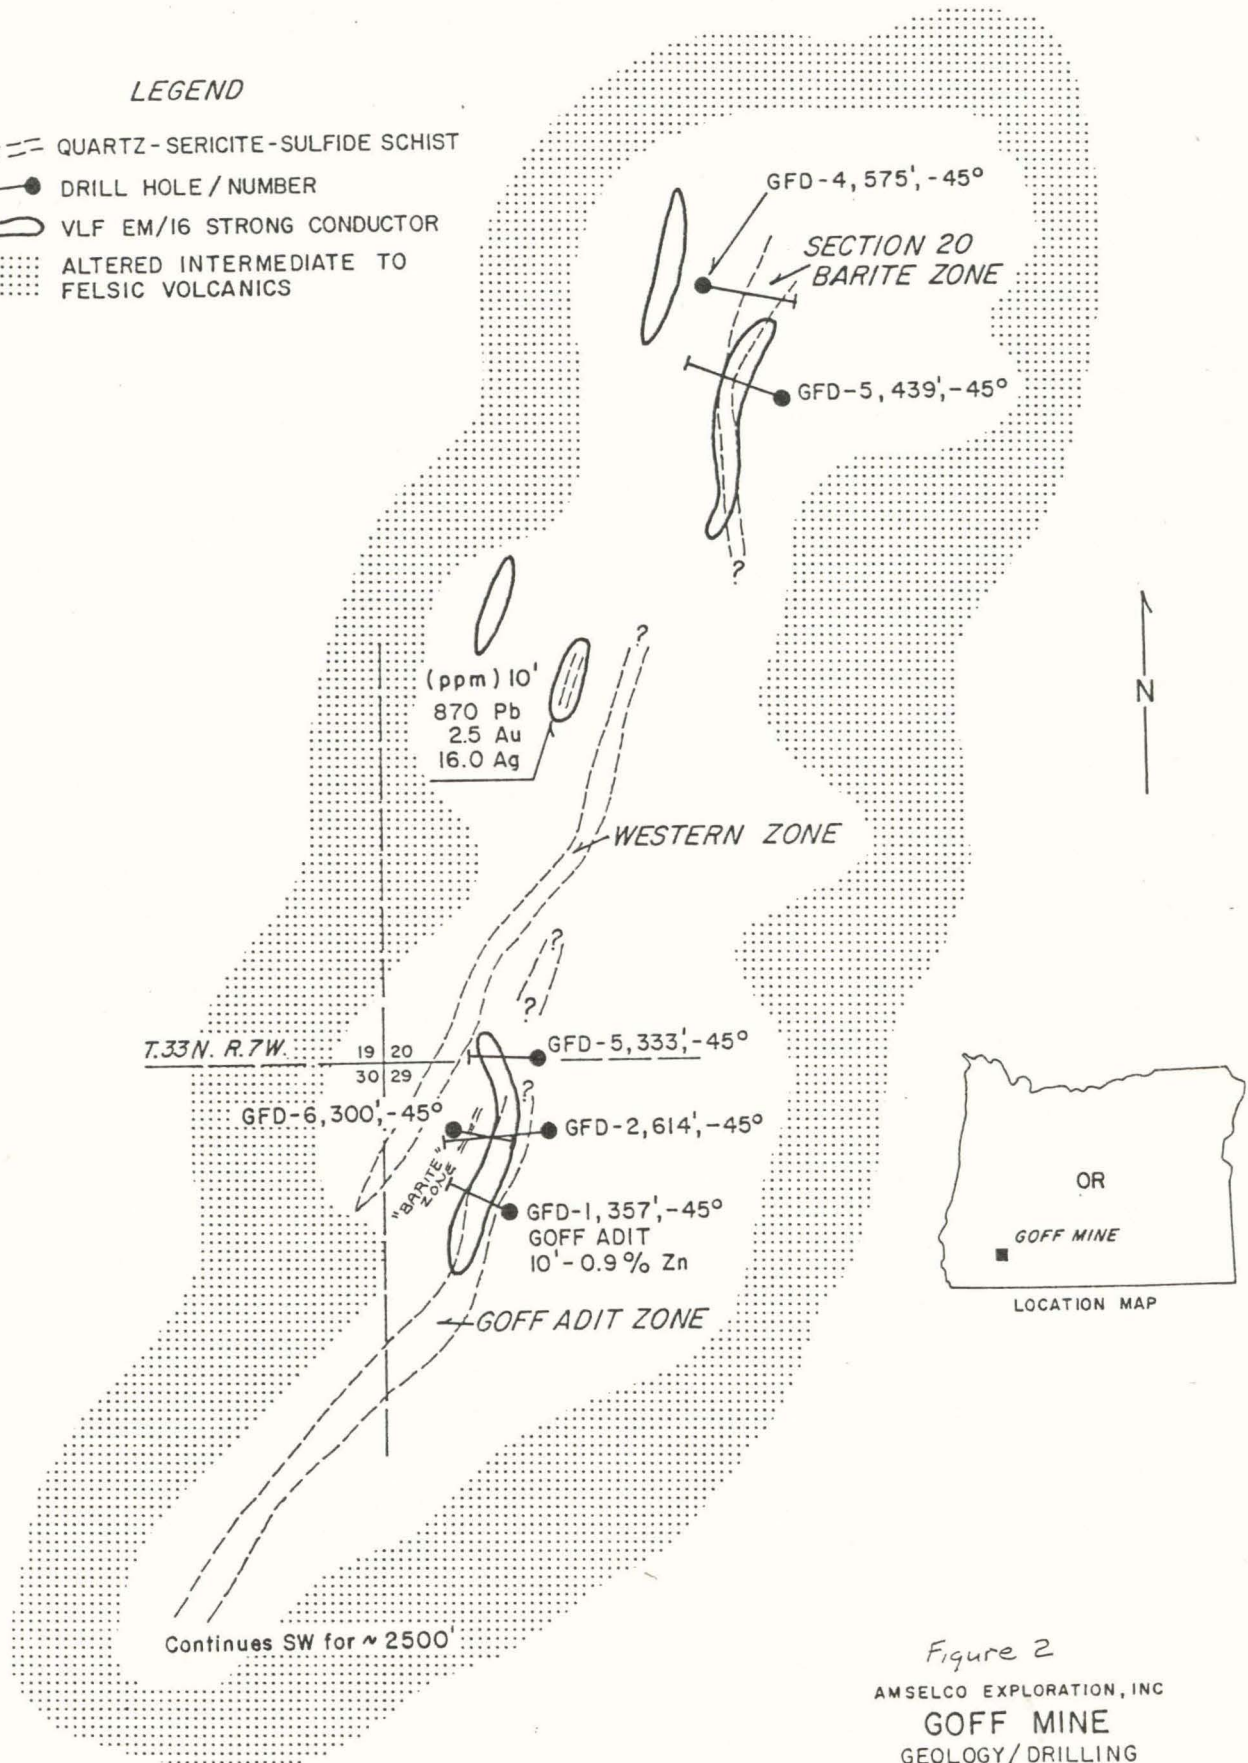 LEGEND
QUARTZ-SERICITE-SULFIDE SCHIST
DRILL HOLE/NUMBER
VLF EM/16 STRONG CONDUCTOR
ALTERED INTERMEDIATE TO
FELSIC VOLCANICS
GFD-4, 575', -45°
SECTION 20
BARITE ZONE
GFD-5, 439', -45°
?
?
(ppm) 10'
870 Pb
2.5 Au
16.0 Ag
N
WESTERN ZONE
?
?
T.33N. R.7W.
19 20
30 29
GFD-5, 333', -45°
?
GFD-6, 300', -45°
GFD-2, 614', -45°
"BARITE"
ZONE
GFD-1, 357', -45°
GOFF ADIT
10'-0.9% Zn
GOFF ADIT ZONE
OR
GOFF MINE
LOCATION MAP
Continues SW for ~ 2500'
Figure 2
AMSELCO EXPLORATION, INC
GOFF MINE
GEOLOGY/DRILLING